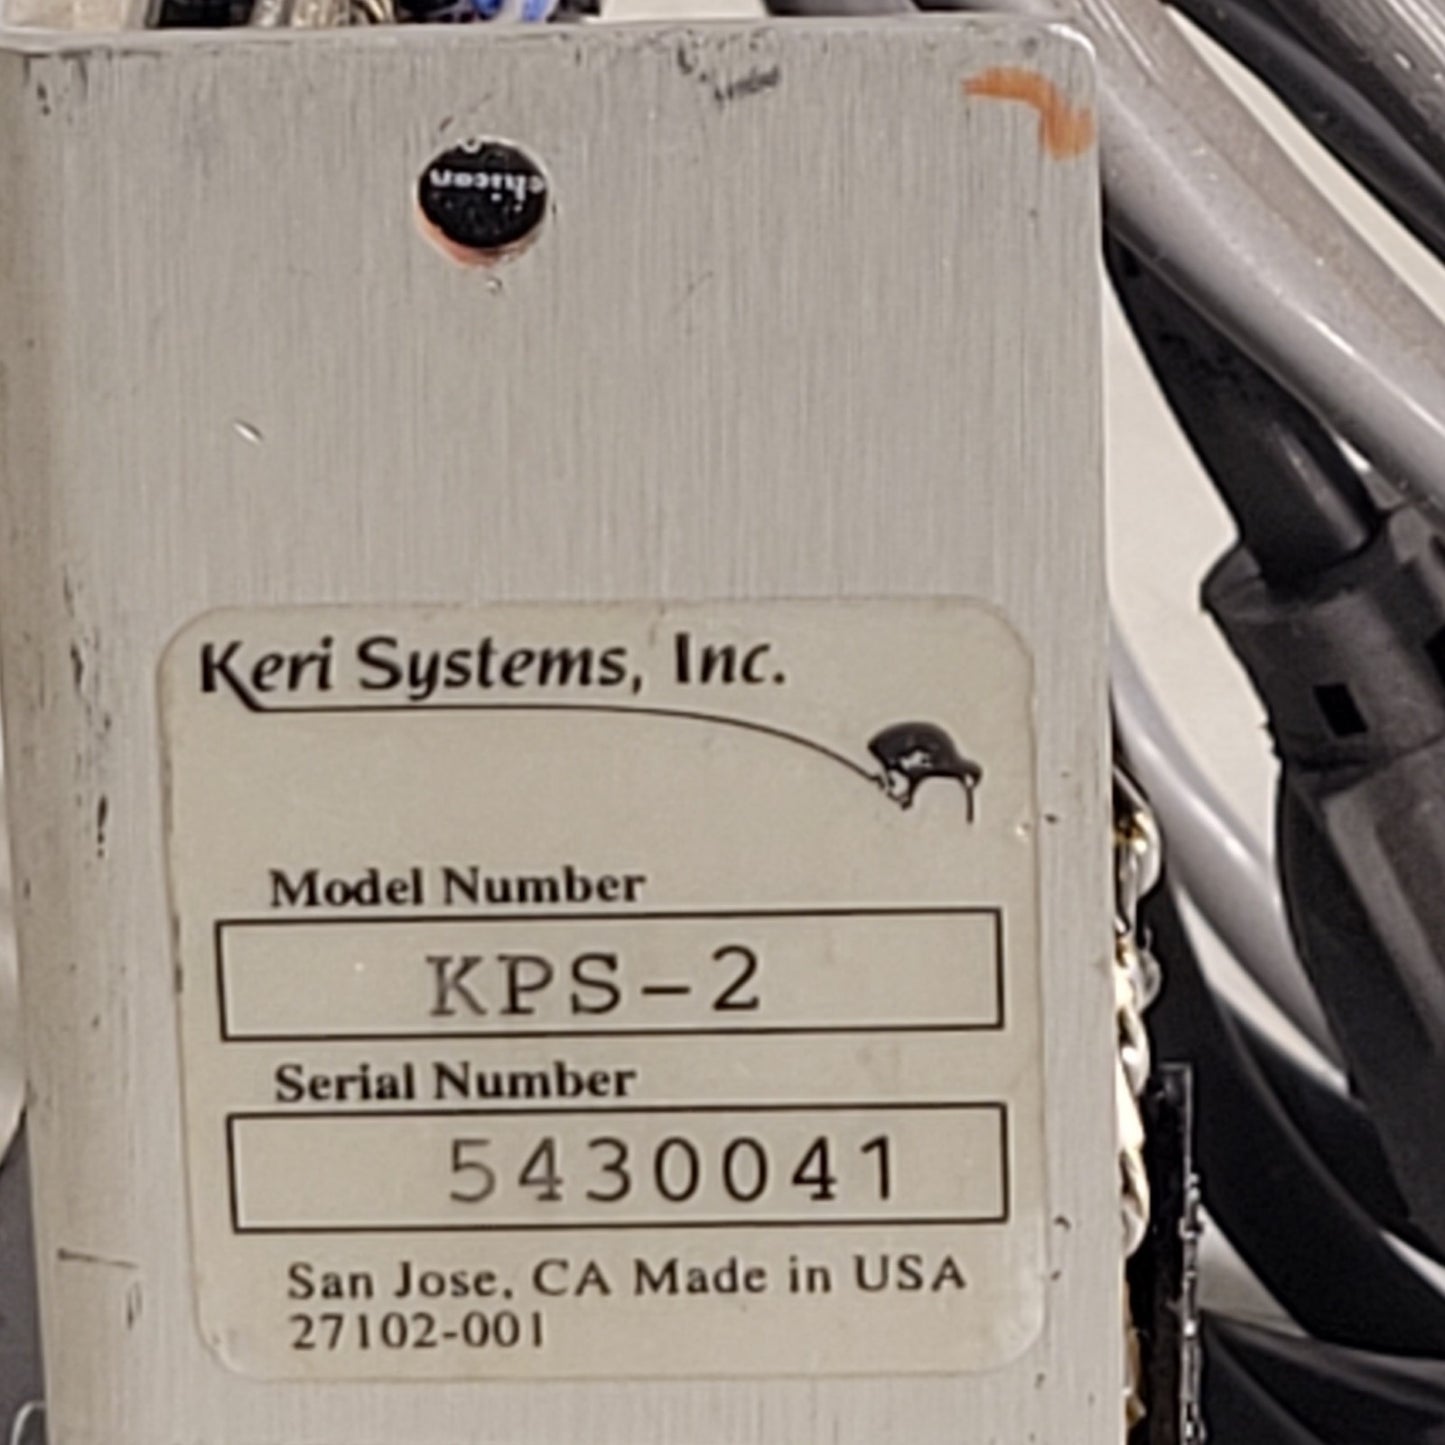 Keri Systems, Inc.
Model Number
KPS-2
Serial Number
5430041
San Jose, CA Made in USA
27102-001